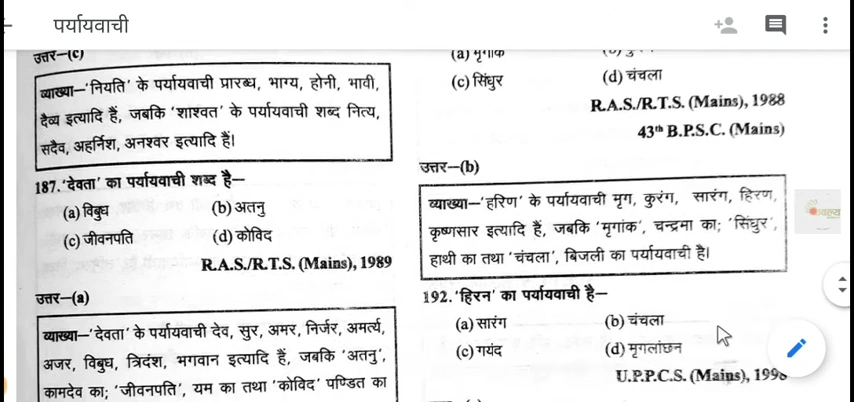 पर्यायवाची
उत्तर—(c)
व्याख्या—'नियति' के पर्यायवाची प्रारब्ध, भाग्य, होनी, भावी,
दैव्य इत्यादि हैं, जबकि 'शाश्वत' के पर्यायवाची शब्द नित्य,
सदैव, अहर्निश, अनश्वर इत्यादि हैं।
187. 'देवता' का पर्यायवाची शब्द है—
(a) विबुध (b) अतनु
(c) जीवनपति (d) कोविद
R.A.S./R.T.S. (Mains), 1989
उत्तर—(a)
व्याख्या—'देवता' के पर्यायवाची देव, सुर, अमर, निर्जर, अमर्त्य,
अजर, विबुध, त्रिदंश, भगवान इत्यादि हैं, जबकि 'अतनु',
कामदेव का; 'जीवनपति', यम का तथा 'कोविद' पण्डित का
(a) मृगांक
(c) सिंधुर (d) चंचला
R.A.S./R.T.S. (Mains), 1988
43th B.P.S.C. (Mains)
उत्तर—(b)
व्याख्या—'हरिण' के पर्यायवाची मृग, कुरंग, सारंग, हिरण,
कृष्णसार इत्यादि हैं, जबकि 'मृगांक', चन्द्रमा का; 'सिंधुर',
हाथी का तथा 'चंचला', बिजली का पर्यायवाची है।
192. 'हिरन' का पर्यायवाची है—
(a) सारंग (b) चंचला
(c) गयंद (d) मृगलांछन
U.P.P.C.S. (Mains), 1998